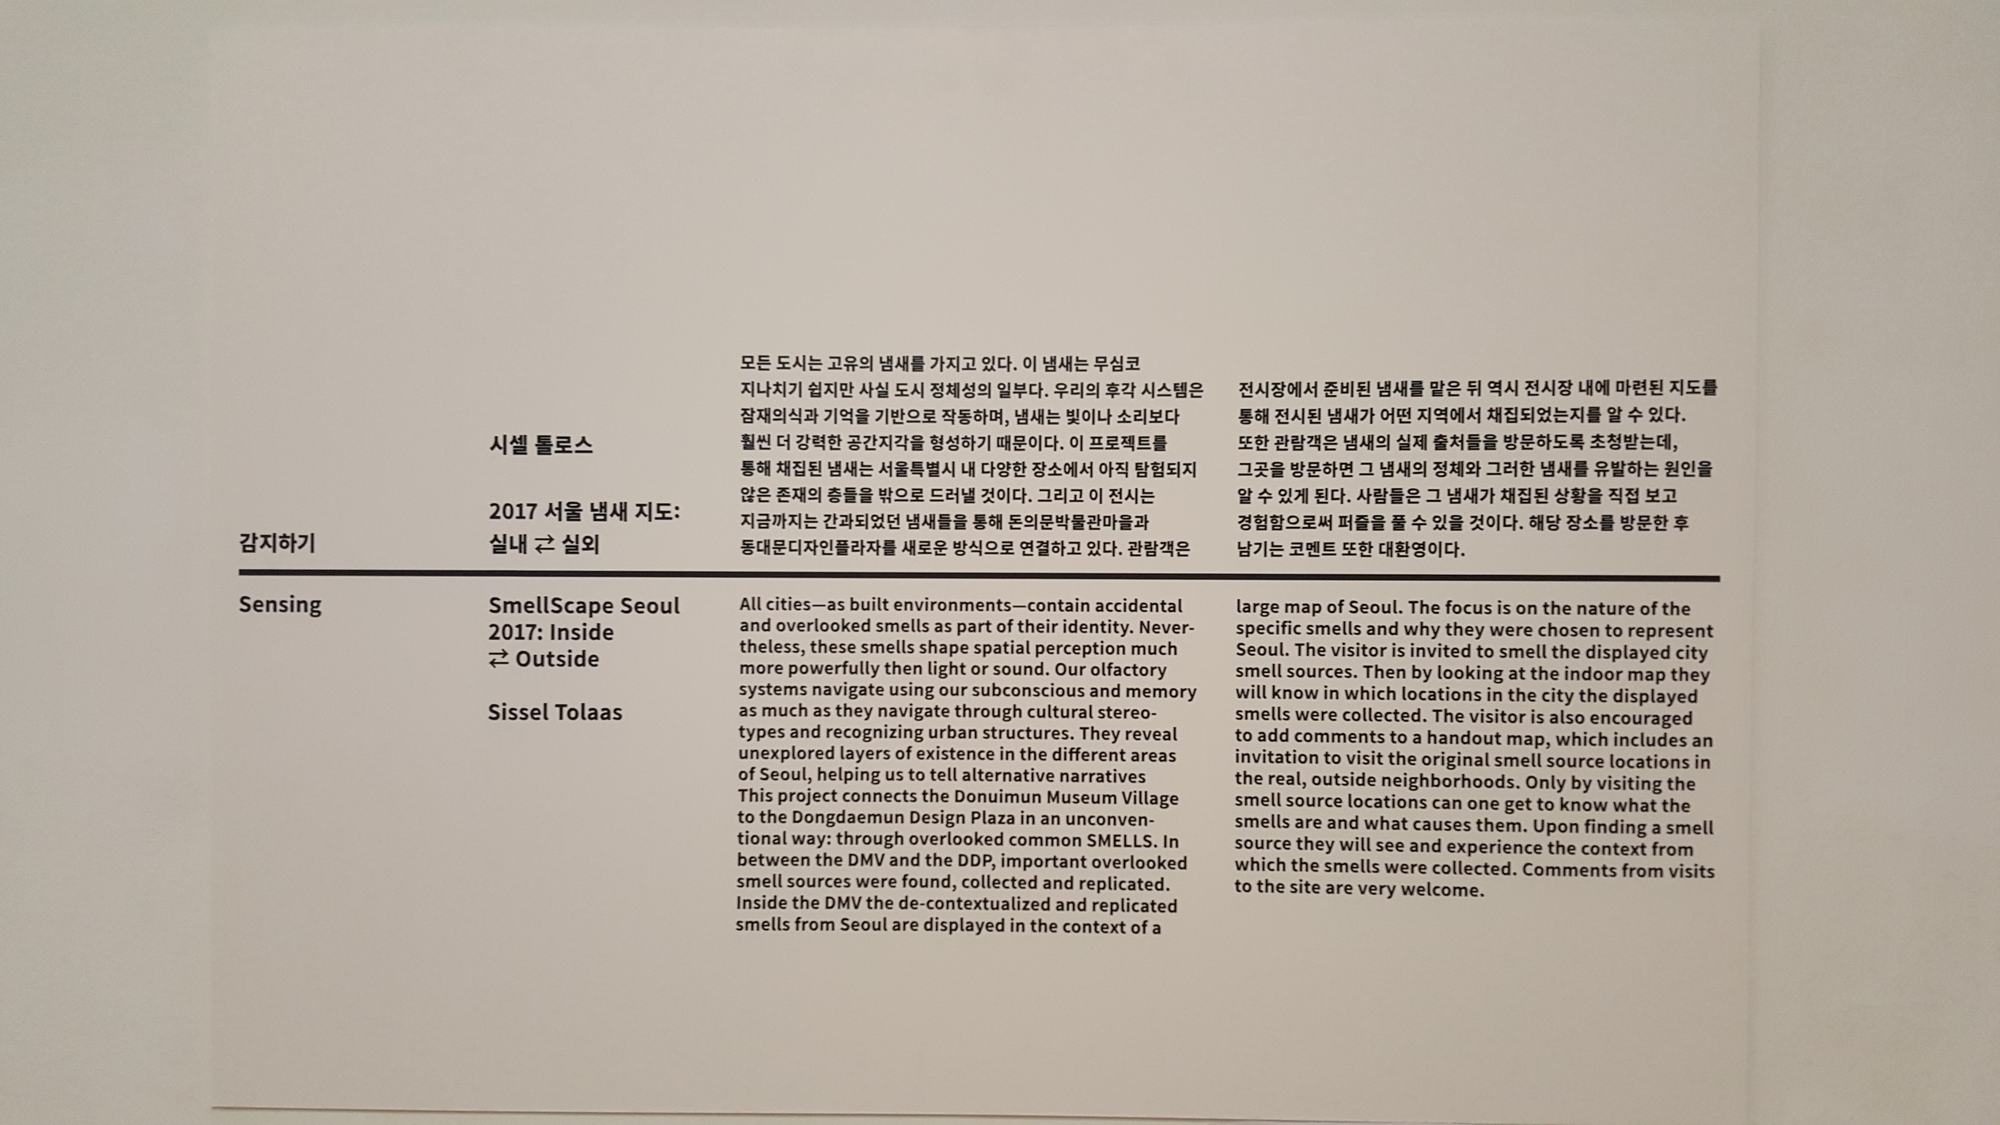 감지하기
시셀 톨로스
2017 서울 냄새 지도:
실내 ⇄ 실외
모든 도시는 고유의 냄새를 가지고 있다. 이 냄새는 무심코
지나치기 쉽지만 사실 도시 정체성의 일부다. 우리의 후각 시스템은
잠재의식과 기억을 기반으로 작동하며, 냄새는 빛이나 소리보다
훨씬 더 강력한 공간지각을 형성하기 때문이다. 이 프로젝트를
통해 채집된 냄새는 서울특별시 내 다양한 장소에서 아직 탐험되지
않은 존재의 층들을 밖으로 드러낼 것이다. 그리고 이 전시는
지금까지는 간과되었던 냄새들을 통해 돈의문박물관마을과
동대문디자인플라자를 새로운 방식으로 연결하고 있다. 관람객은
전시장에서 준비된 냄새를 맡은 뒤 역시 전시장 내에 마련된 지도를
통해 전시된 냄새가 어떤 지역에서 채집되었는지를 알 수 있다.
또한 관람객은 냄새의 실제 출처들을 방문하도록 초청받는데,
그곳을 방문하면 그 냄새의 정체와 그러한 냄새를 유발하는 원인을
알 수 있게 된다. 사람들은 그 냄새가 채집된 상황을 직접 보고
경험함으로써 퍼즐을 풀 수 있을 것이다. 해당 장소를 방문한 후
남기는 코멘트 또한 대환영이다.
Sensing
SmellScape Seoul
2017: Inside
⇄ Outside
Sissel Tolaas
All cities—as built environments—contain accidental
and overlooked smells as part of their identity. Never-
theless, these smells shape spatial perception much
more powerfully then light or sound. Our olfactory
systems navigate using our subconscious and memory
as much as they navigate through cultural stereo-
types and recognizing urban structures. They reveal
unexplored layers of existence in the different areas
of Seoul, helping us to tell alternative narratives
This project connects the Donuimun Museum Village
to the Dongdaemun Design Plaza in an unconven-
tional way: through overlooked common SMELLS. In
between the DMV and the DDP, important overlooked
smell sources were found, collected and replicated.
Inside the DMV the de-contextualized and replicated
smells from Seoul are displayed in the context of a
large map of Seoul. The focus is on the nature of the
specific smells and why they were chosen to represent
Seoul. The visitor is invited to smell the displayed city
smell sources. Then by looking at the indoor map they
will know in which locations in the city the displayed
smells were collected. The visitor is also encouraged
to add comments to a handout map, which includes an
invitation to visit the original smell source locations in
the real, outside neighborhoods. Only by visiting the
smell source locations can one get to know what the
smells are and what causes them. Upon finding a smell
source they will see and experience the context from
which the smells were collected. Comments from visits
to the site are very welcome.